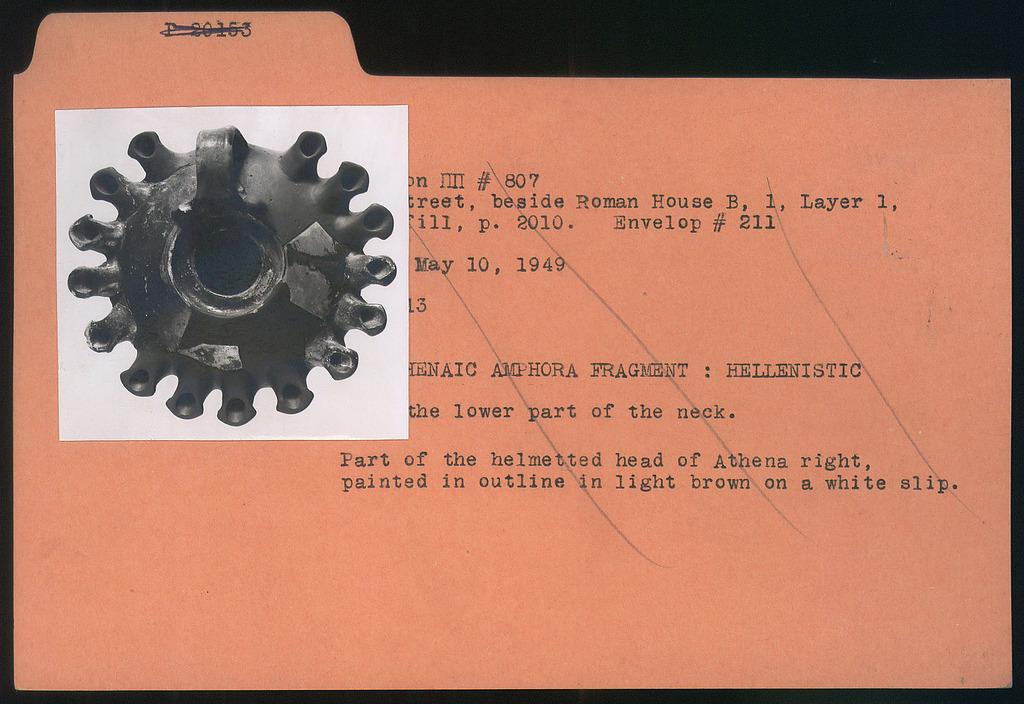 P 20153
on ΠΠ # 807
treet, beside Roman House B, 1, Layer 1,
fill, p. 2010. Envelop # 211
May 10, 1949
13
HENAIC AMPHORA FRAGMENT : HELLENISTIC
the lower part of the neck.
Part of the helmetted head of Athena right,
painted in outline in light brown on a white slip.